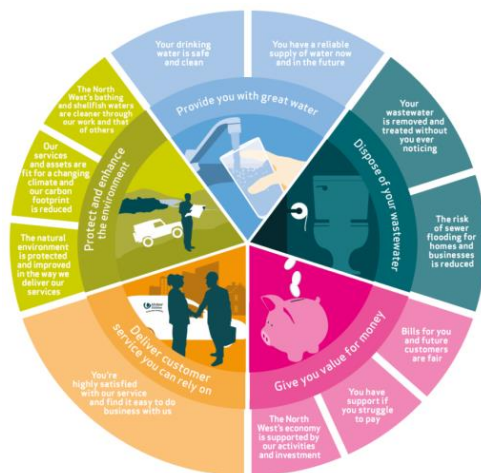 Your drinking
water is safe
and clean
You have a reliable
supply of water now
and in the future
Provide you with great water
Your
wastewater
is removed and
treated without
you ever
noticing
The risk
of sewer
flooding for
homes and
businesses
is reduced
Dispose of your wastewater
Bills for you
and future
customers
are fair
You have
support if
you struggle
to pay
The North
West's economy
is supported by
our activities
and investment
Give you value for money
You're
highly satisfied
with our service
and find it easy to do
business with us
Deliver customer
service you can rely on
The natural
environment
is protected
and improved
in the way we
deliver our
services
Our
services
and assets are
fit for a changing
climate and our
carbon
footprint
is reduced
The North
West's bathing
and shellfish waters
are cleaner through
our work and that
of others
Protect and enhance
the environment